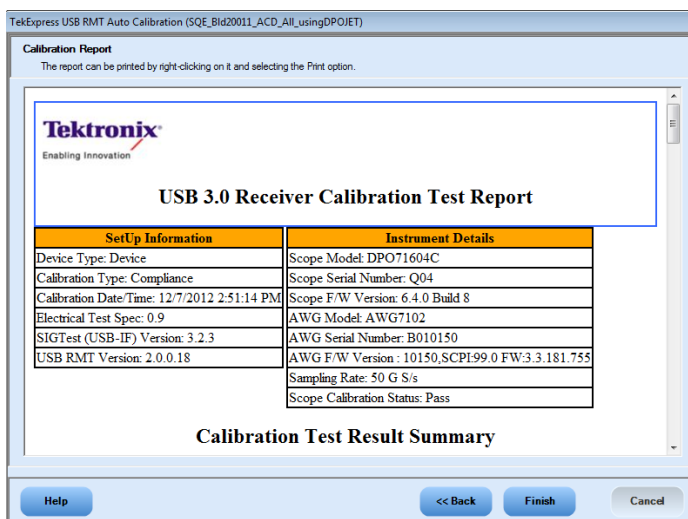 TekExpress USB RMT Auto Calibration (SQE_Bld20011_ACD_All_usingDPOJET)
Calibration Report
The report can be printed by right-clicking on it and selecting the Print option.
Tektronix
Enabling Innovation
USB 3.0 Receiver Calibration Test Report
SetUp Information
Device Type: Device
Calibration Type: Compliance
Calibration Date/Time: 12/7/2012 2:51:14 PM
Electrical Test Spec: 0.9
SIGTest (USB-IF) Version: 3.2.3
USB RMT Version: 2.0.0.18
Instrument Details
Scope Model: DPO71604C
Scope Serial Number: Q04
Scope F/W Version: 6.4.0 Build 8
AWG Model: AWG7102
AWG Serial Number: B010150
AWG F/W Version : 10150,SCPI:99.0 FW:3.3.181.755
Sampling Rate: 50 G S/s
Scope Calibration Status: Pass
Calibration Test Result Summary
Help
<< Back
Finish
Cancel